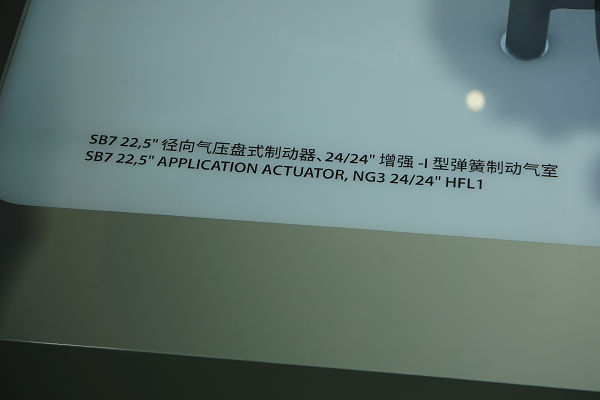 SB7 22,5" 径向气压盘式制动器、24/24" 增强 -I 型弹簧制动气室
SB7 22,5" APPLICATION ACTUATOR, NG3 24/24" HFL1